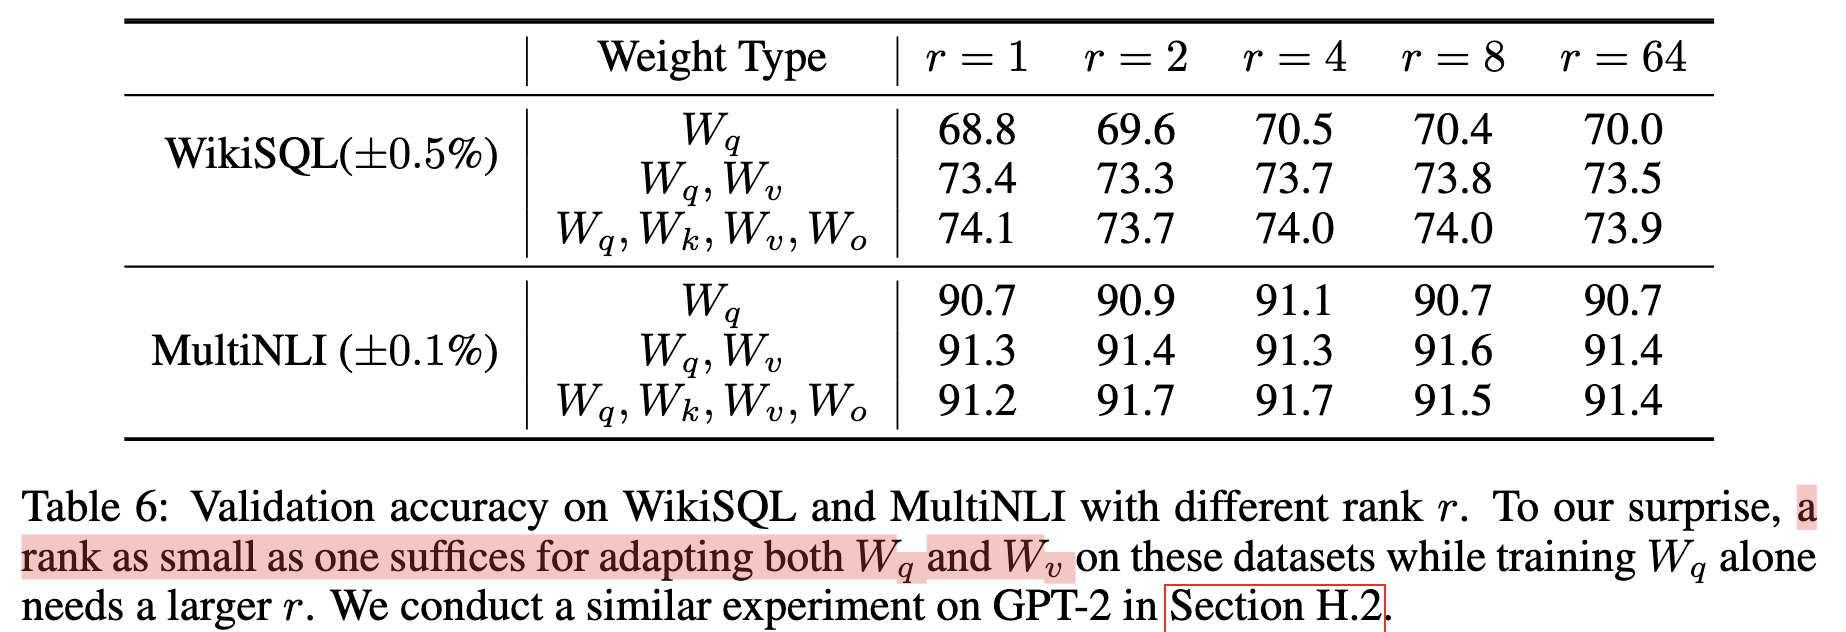 Weight Type r = 1 r = 2 r = 4 r = 8 r = 64
WikiSQL(±0.5%) W_q 68.8 69.6 70.5 70.4 70.0
W_q, W_v 73.4 73.3 73.7 73.8 73.5
W_q, W_k, W_v, W_o 74.1 73.7 74.0 74.0 73.9
W_q 90.7 90.9 91.1 90.7 90.7
MultiNLI (±0.1%) W_q, W_v 91.3 91.4 91.3 91.6 91.4
W_q, W_k, W_v, W_o 91.2 91.7 91.7 91.5 91.4
Table 6: Validation accuracy on WikiSQL and MultiNLI with different rank r. To our surprise, a
rank as small as one suffices for adapting both W_q and W_v on these datasets while training W_q alone
needs a larger r. We conduct a similar experiment on GPT-2 in Section H.2.